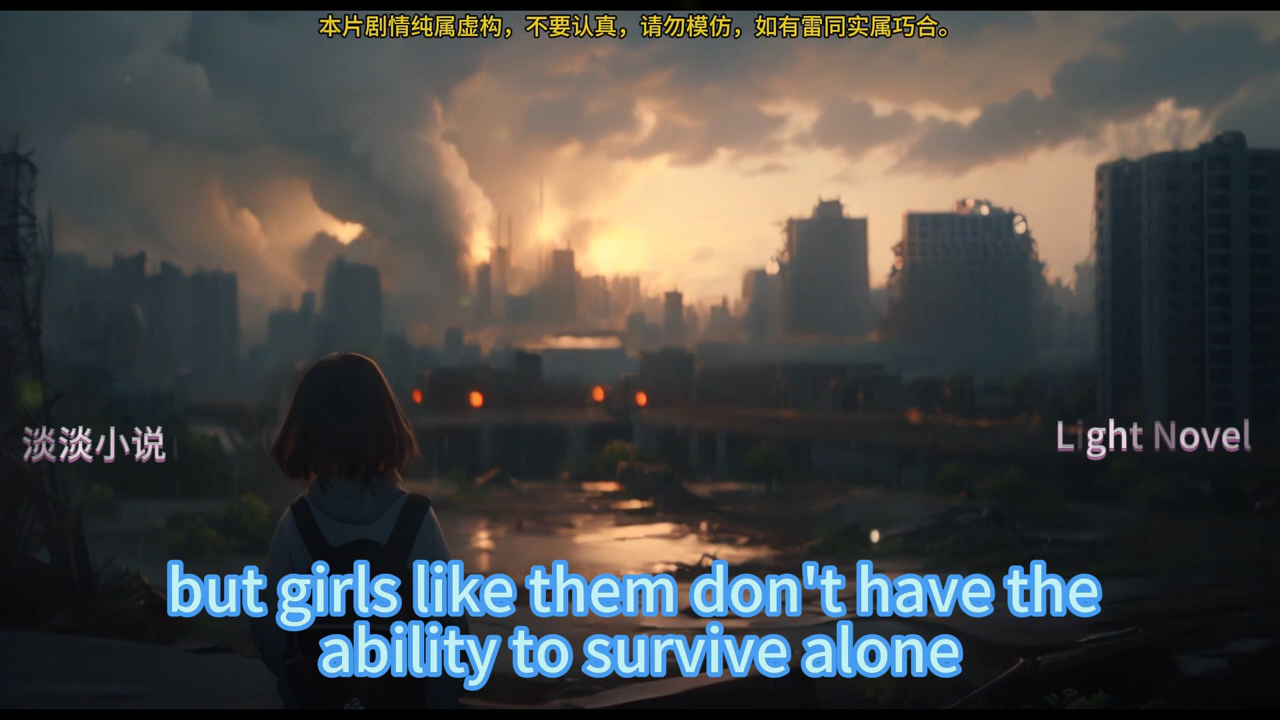 本片剧情纯属虚构，不要认真，请勿模仿，如有雷同实属巧合。
淡淡小说
Light Novel
but girls like them don't have the
ability to survive alone